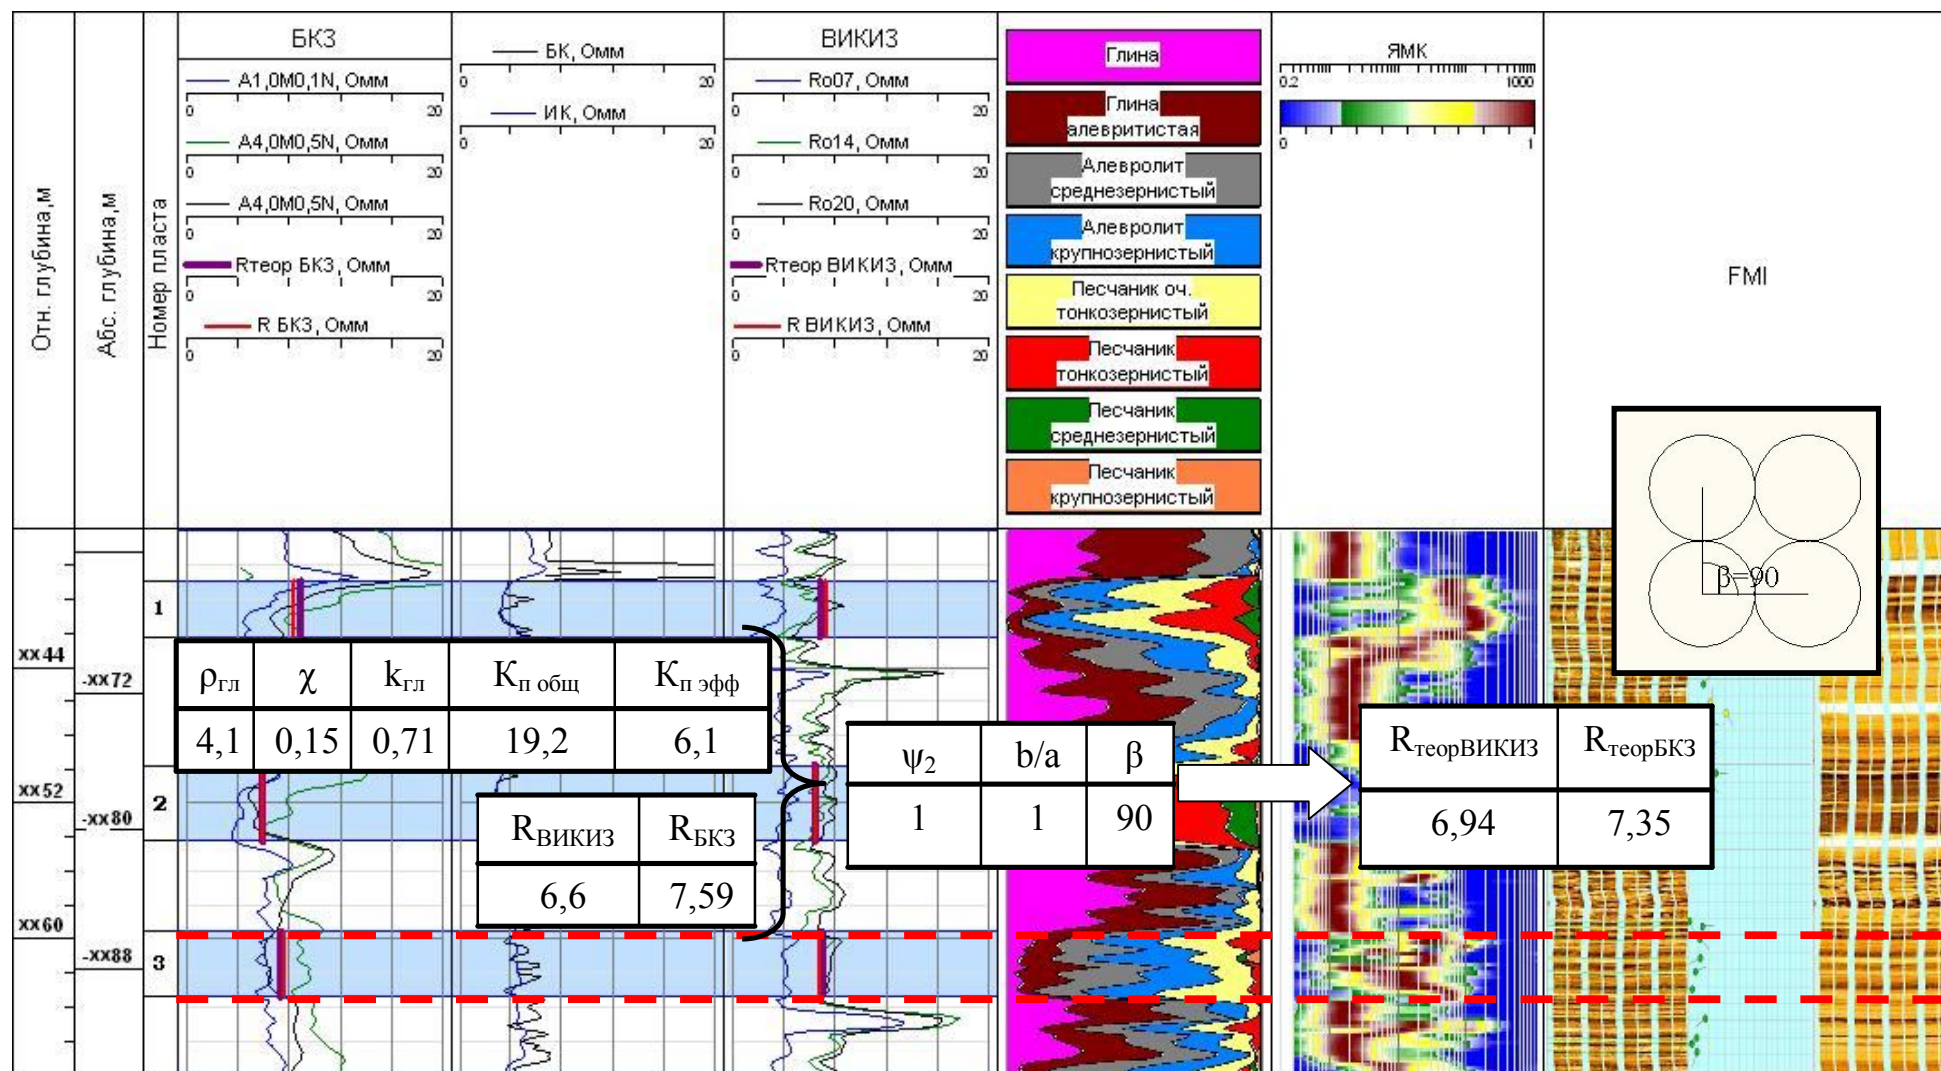 Отн. глубина,м
Абс. глубина,м
Номер пласта
БКЗ
A1,0M0,1N, Омм
0 20
A4,0M0,5N, Омм
0 20
A4,0M0,5N, Омм
0 20
Rтеор БКЗ, Омм
0 20
R БКЗ, Омм
0 20
БК, Омм
0 20
ИК, Омм
0 20
ВИКИЗ
Ro07, Омм
0 20
Ro14, Омм
0 20
Ro20, Омм
0 20
Rтеор ВИКИЗ, Омм
0 20
R ВИКИЗ, Омм
0 20
Глина
Глина
алевритистая
Алевролит
среднезернистый
Алевролит
крупнозернистый
Песчаник оч.
тонкозернистый
Песчаник
тонкозернистый
Песчаник
среднезернистый
Песчаник
крупнозернистый
ЯМК
0.2 1000
0 1
FMI
β=90
xx44
xx52
xx60
-xx72
-xx80
-xx88
1
2
3
ρгл χ kгл Кп общ Кп эфф
4,1 0,15 0,71 19,2 6,1
RВИКИЗ RБКЗ
6,6 7,59
ψ2 b/a β
1 1 90
RтеорВИКИЗ RтеорБКЗ
6,94 7,35